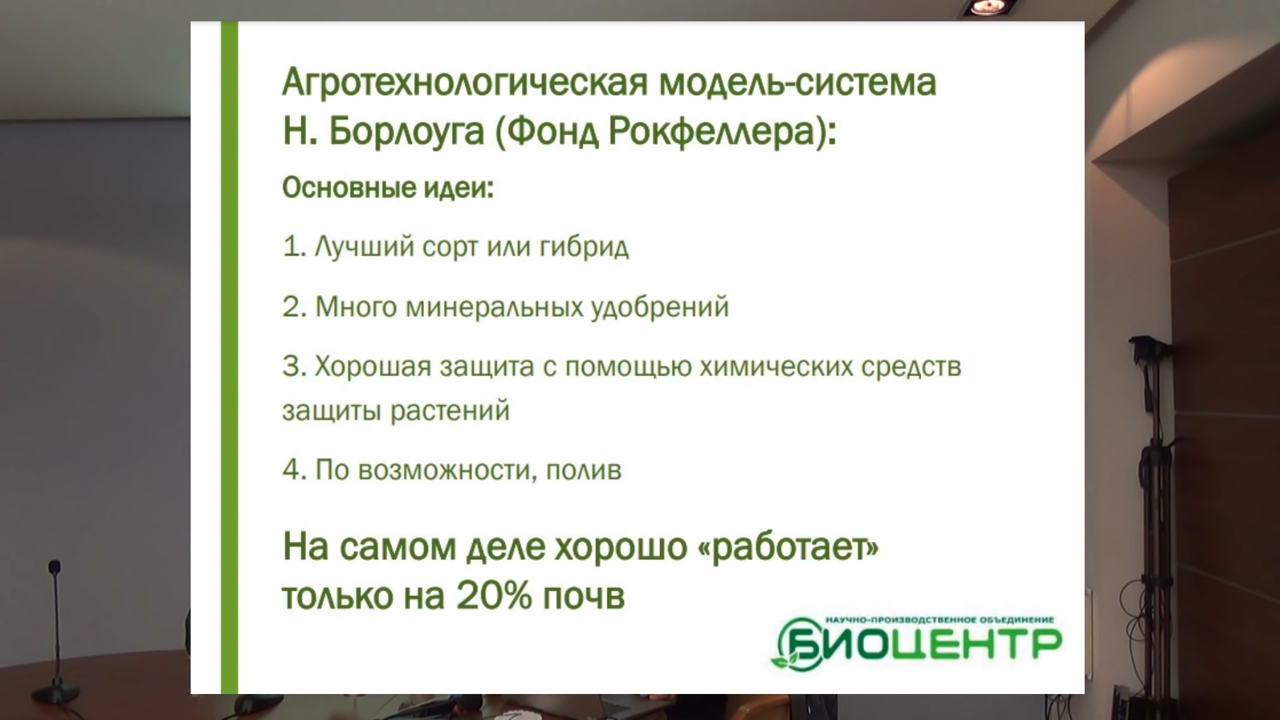 Агротехнологическая модель-система
Н. Борлоуга (Фонд Рокфеллера):
Основные идеи:
1. Лучший сорт или гибрид
2. Много минеральных удобрений
3. Хорошая защита с помощью химических средств
защиты растений
4. По возможности, полив
На самом деле хорошо «работает»
только на 20% почв
НАУЧНО-ПРОИЗВОДСТВЕННОЕ ОБЪЕДИНЕНИЕ
БИОЦЕНТР